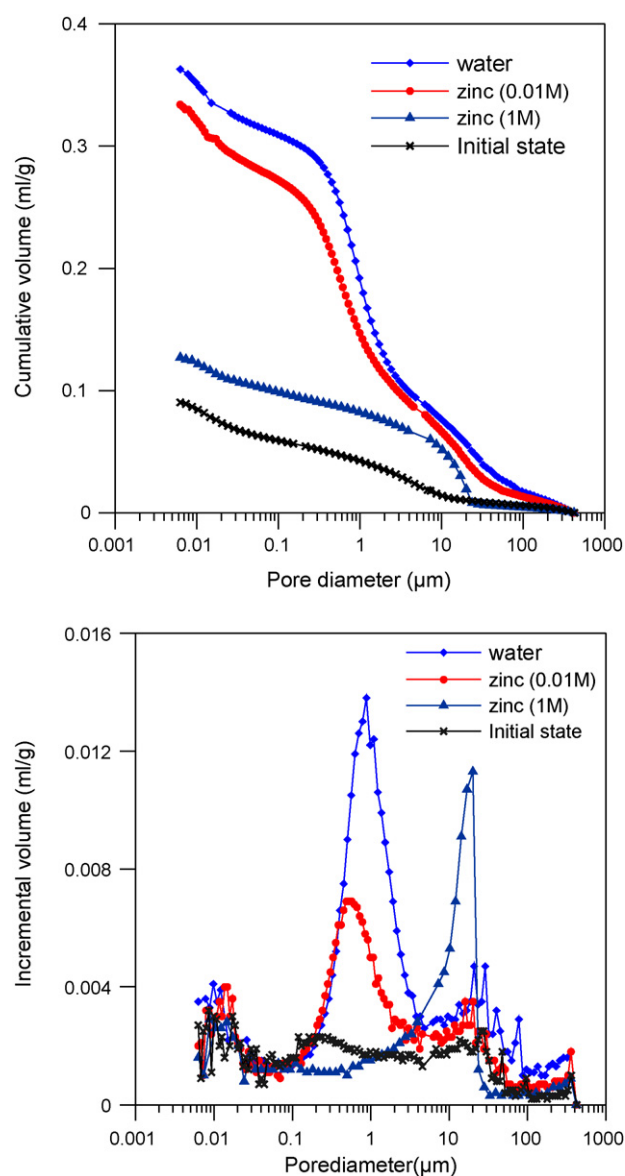 0.4
water
zinc (0.01M)
zinc (1M)
Initial state
0.3
0.2
0.1
0
Cumulative volume (ml/g)
0.001 0.01 0.1 1 10 100 1000
Pore diameter (µm)
0.016
water
zinc (0.01M)
zinc (1M)
Initial state
0.012
0.008
0.004
0.000
Incremental volume (ml/g)
0.001 0.01 0.1 1 10 100 1000
Porediameter(µm)